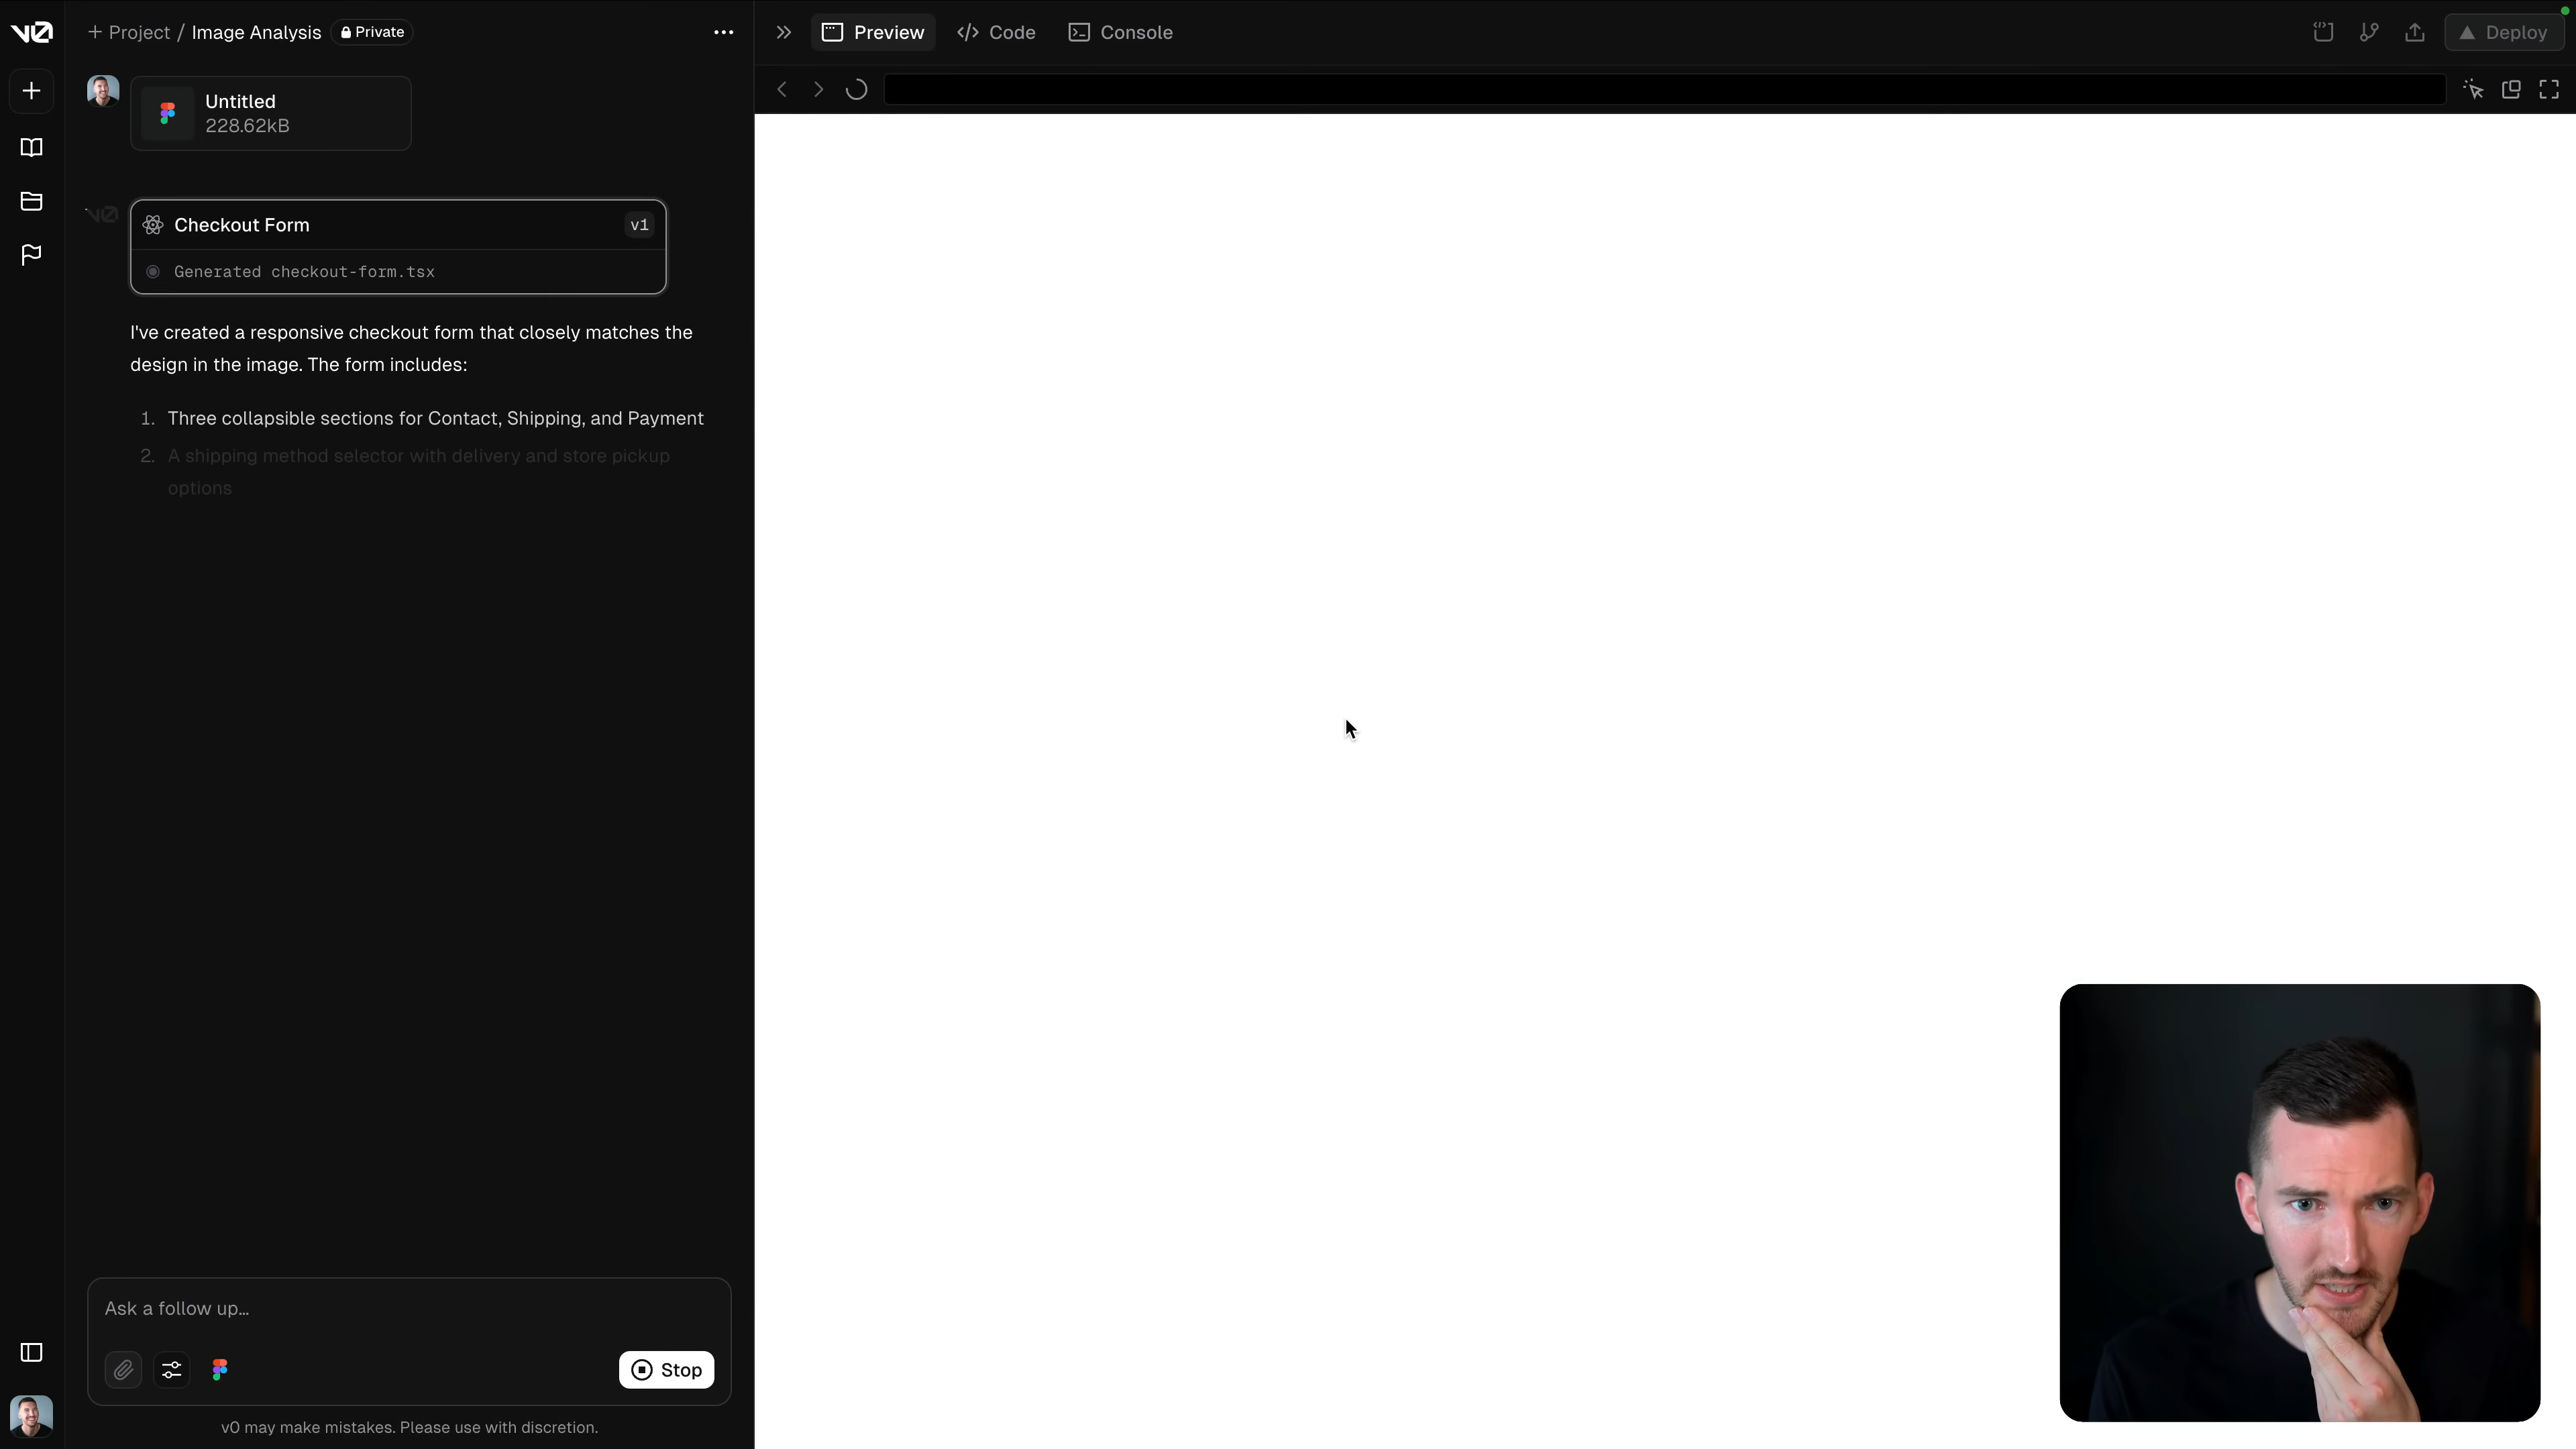 v0
+ Project / Image Analysis Private
Preview
Code
Console
Deploy
Untitled
228.62kB
v0
Checkout Form
v1
Generated checkout-form.tsx
I've created a responsive checkout form that closely matches the
design in the image. The form includes:
1. Three collapsible sections for Contact, Shipping, and Payment
2. A shipping method selector with delivery and store pickup
options
Ask a follow up...
Stop
v0 may make mistakes. Please use with discretion.